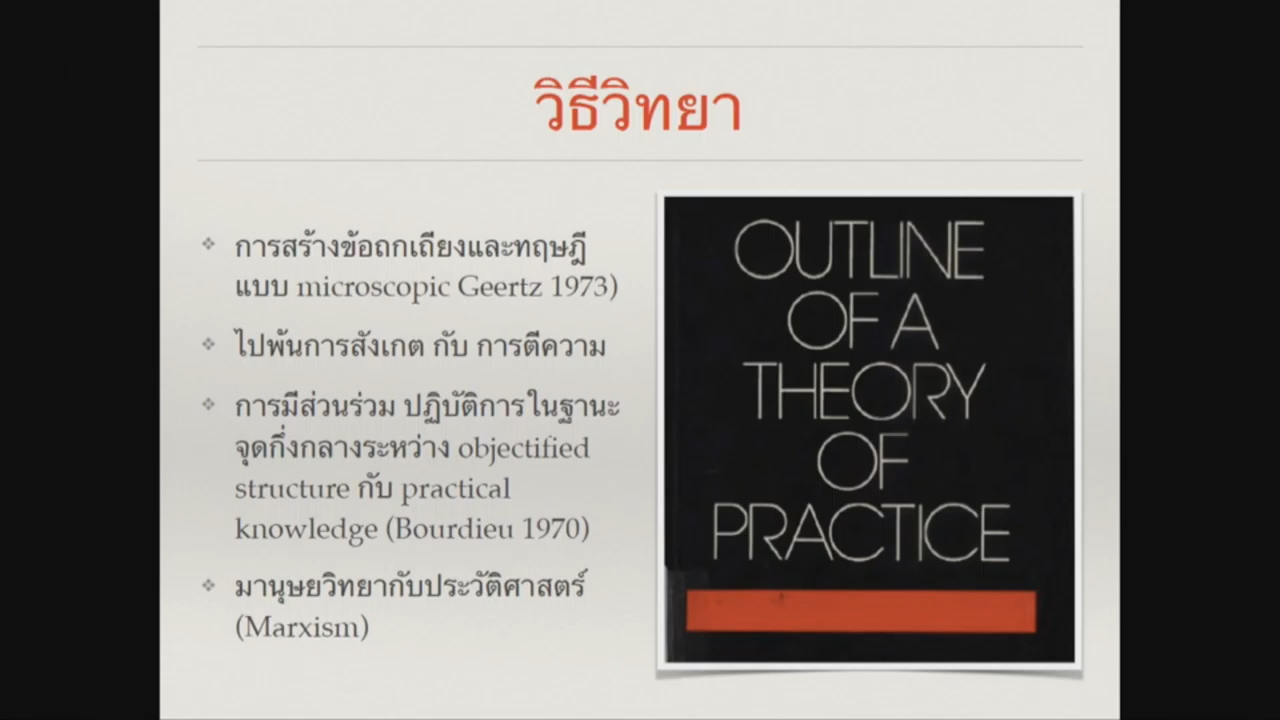 วิธีวิทยา
การสร้างข้อถกเถียงและทฤษฎี
แบบ microscopic Geertz 1973)
ไปพ้นการสังเกต กับ การตีความ
การมีส่วนร่วม ปฏิบัติการในฐานะ
จุดกึ่งกลางระหว่าง objectified
structure กับ practical
knowledge (Bourdieu 1970)
มานุษยวิทยากับประวัติศาสตร์
(Marxism)
OUTLINE
OF A
THEORY
OF
PRACTICE